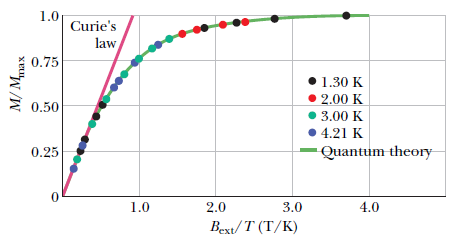 1.0
Curie's
law
0.75
M/Mmax
0.50
0.25
0
1.30 K
2.00 K
3.00 K
4.21 K
Quantum theory
1.0 2.0 3.0 4.0
Bext/T (T/K)